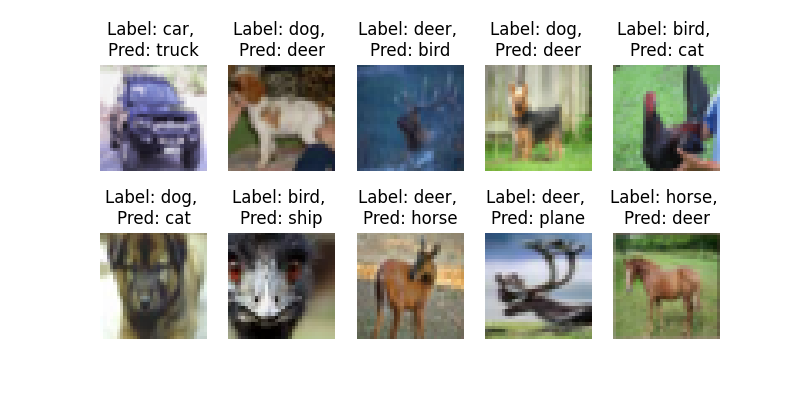 Label: car,
Pred: truck
Label: dog,
Pred: deer
Label: deer,
Pred: bird
Label: dog,
Pred: deer
Label: bird,
Pred: cat
Label: dog,
Pred: cat
Label: bird,
Pred: ship
Label: deer,
Pred: horse
Label: deer,
Pred: plane
Label: horse,
Pred: deer